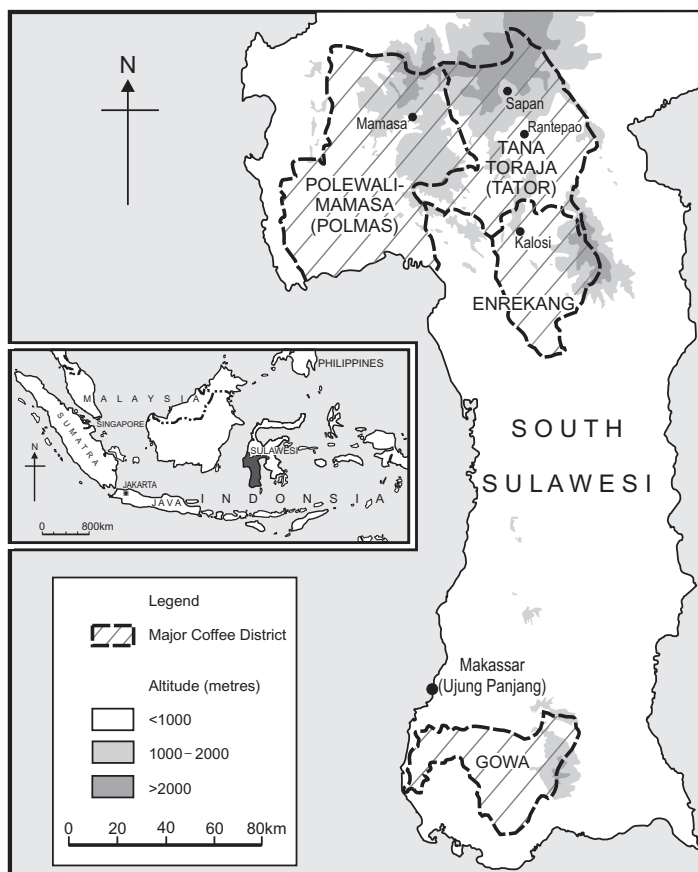 N
Sapan
Mamasa
Rantepao
TANA
TORAJA
(TATOR)
POLEWALI-
MAMASA
(POLMAS)
Kalosi
ENREKANG
SOUTH
SULAWESI
PHILIPPINES
MALAYSIA
SINGAPORE
SUMATRA
SULAWESI
N
JAKARTA
JAVA
INDONSIA
0 800km
Legend
Major Coffee District
Altitude (metres)
<1000
1000–2000
>2000
0 20 40 60 80km
Makassar
(Ujung Panjang)
GOWA